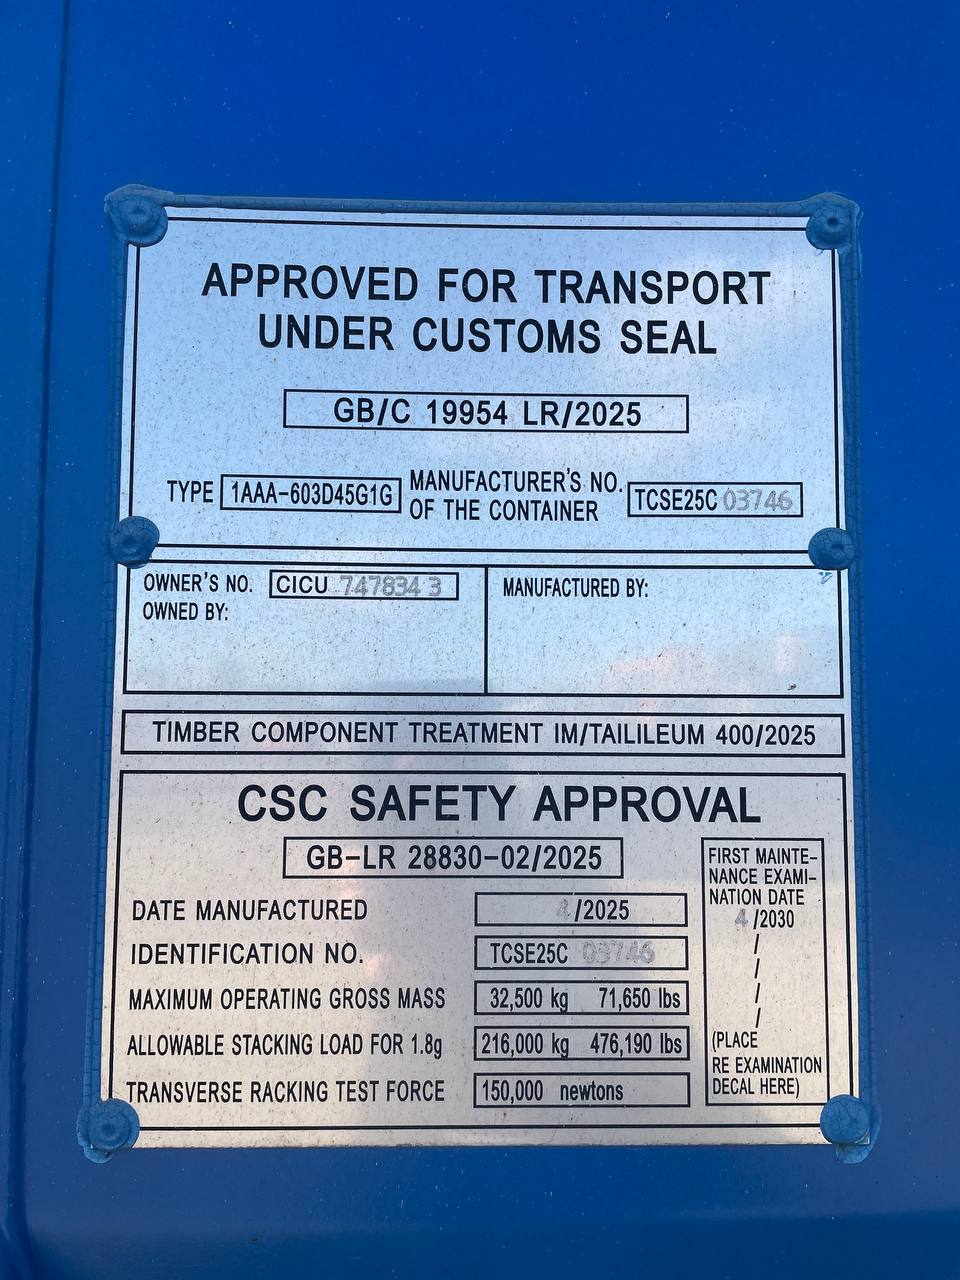 APPROVED FOR TRANSPORT
UNDER CUSTOMS SEAL
GB/C 19954 LR/2025
TYPE 1AAA-603D45G1G MANUFACTURER'S NO. OF THE CONTAINER TCSE25C 03746
OWNER'S NO. CICU 747834 3
OWNED BY:
MANUFACTURED BY:
TIMBER COMPONENT TREATMENT IM/TAILILEUM 400/2025
CSC SAFETY APPROVAL
GB-LR 28830-02/2025
DATE MANUFACTURED 4/2025
IDENTIFICATION NO. TCSE25C 03746
MAXIMUM OPERATING GROSS MASS 32,500 kg 71,650 lbs
ALLOWABLE STACKING LOAD FOR 1.8g 216,000 kg 476,190 lbs
TRANSVERSE RACKING TEST FORCE 150,000 newtons
FIRST MAINTE-
NANCE EXAMI-
NATION DATE
4/2030
/
/
/
/
(PLACE
RE EXAMINATION
DECAL HERE)